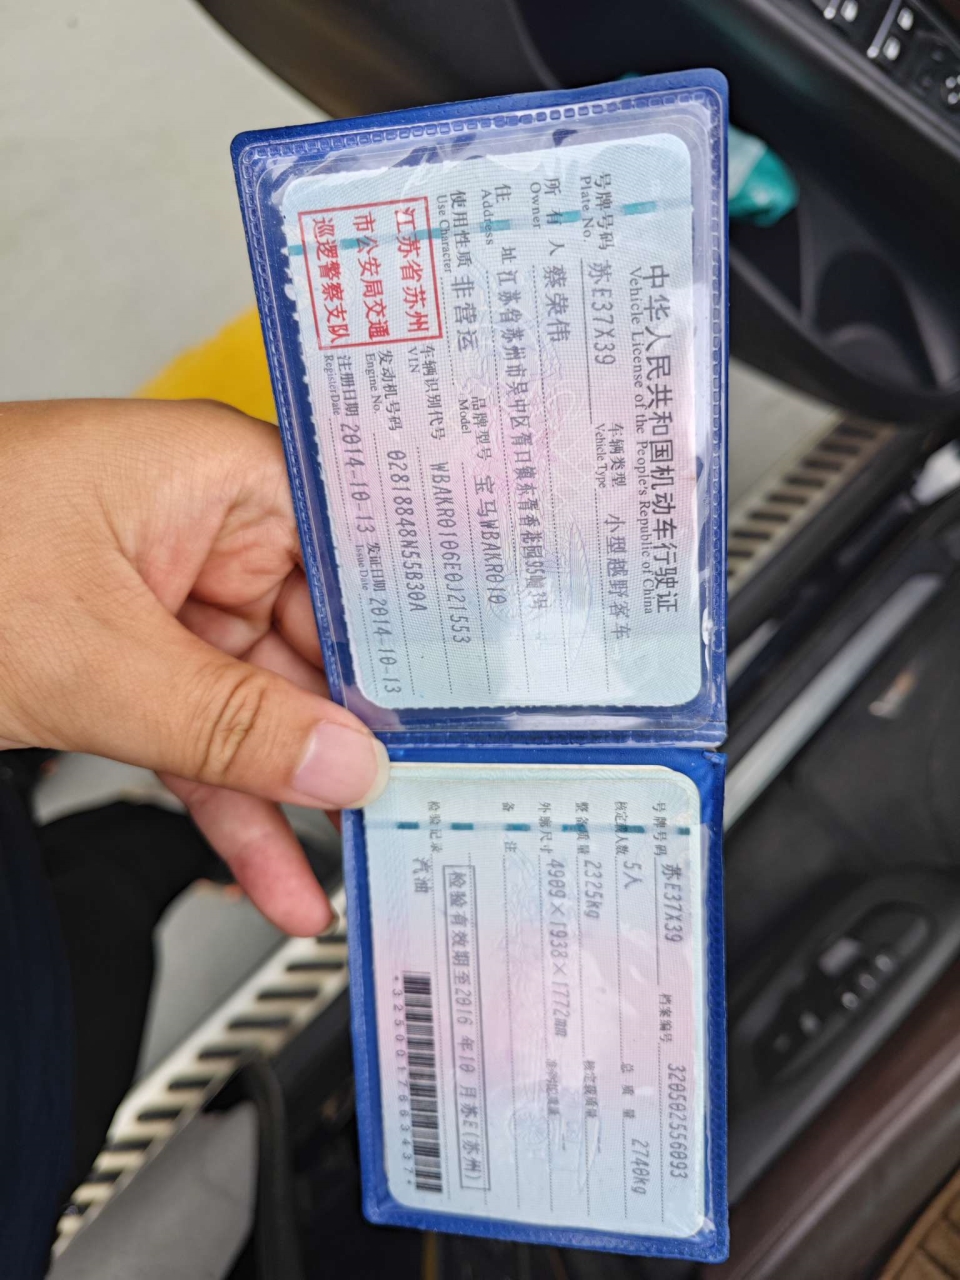 中华人民共和国机动车行驶证
Vehicle License of the People's Republic of China
号牌号码 苏E37X39 车辆类型 小型越野客车
Plate No. Vehicle Type
所有人 蔡荣伟
Owner
住址 江苏省苏州市吴中区胥口镇东胥香花园
Address
使用性质 非营运 品牌型号 宝马WBAKR010
Use Character Model
江苏省苏州
市公安局交通
巡逻警察支队
车辆识别代号 WBAKR0106E0J21553
VIN
发动机号码 02818848N55B30A
Engine No.
注册日期 2014-10-13 发证日期 2014-10-13
Register Date Issue Date
号牌号码 苏E37X39 档案编号 320502556093
核定载人数 5人 总质量 2740kg
整备质量 2325kg 核定载质量
外廓尺寸 4909×1938×1772mm
备注
检验有效期至2016年10月苏E(苏州)
检验记录
汽油